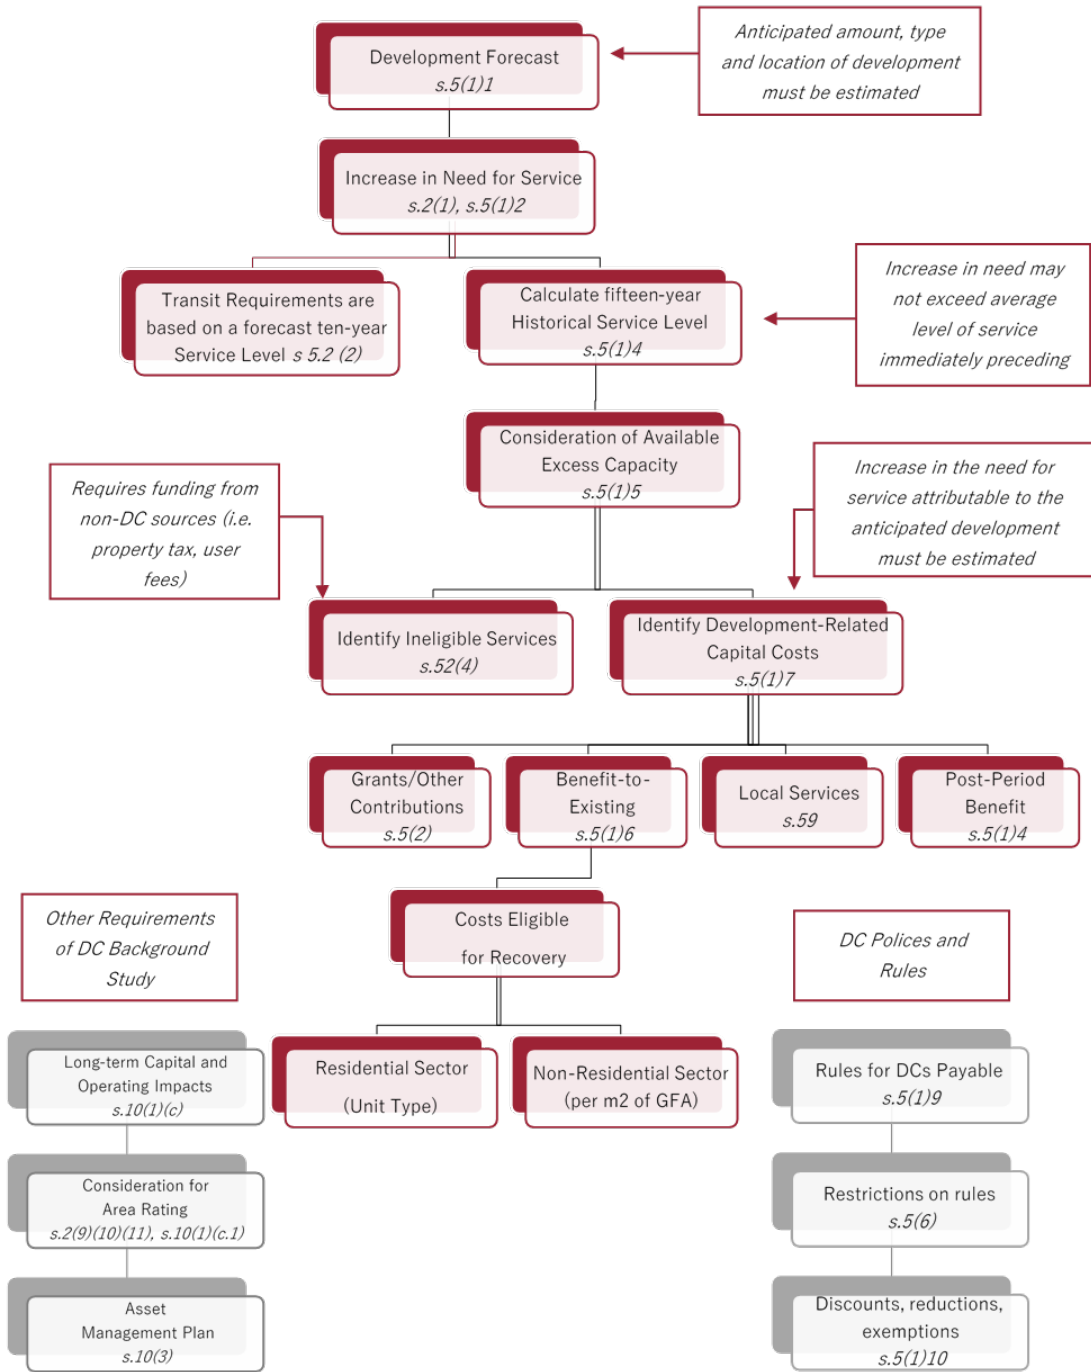 Development Forecast
s.5(1)1
Anticipated amount, type
and location of development
must be estimated
Increase in Need for Service
s.2(1), s.5(1)2
Transit Requirements are
based on a forecast ten-year
Service Level s 5.2 (2)
Calculate fifteen-year
Historical Service Level
s.5(1)4
Increase in need may
not exceed average
level of service
immediately preceding
Consideration of Available
Excess Capacity
s.5(1)5
Requires funding from
non-DC sources (i.e.
property tax, user
fees)
Increase in the need for
service attributable to the
anticipated development
must be estimated
Identify Ineligible Services
s.52(4)
Identify Development-Related
Capital Costs
s.5(1)7
Grants/Other
Contributions
s.5(2)
Benefit-to-
Existing
s.5(1)6
Local Services
s.59
Post-Period
Benefit
s.5(1)4
Other Requirements
of DC Background
Study
Costs Eligible
for Recovery
DC Polices and
Rules
Long-term Capital and
Operating Impacts
s.10(1)(c)
Residential Sector
(Unit Type)
Non-Residential Sector
(per m2 of GFA)
Rules for DCs Payable
s.5(1)9
Consideration for
Area Rating
s.2(9)(10)(11), s.10(1)(c.1)
Restrictions on rules
s.5(6)
Asset
Management Plan
s.10(3)
Discounts, reductions,
exemptions
s.5(1)10